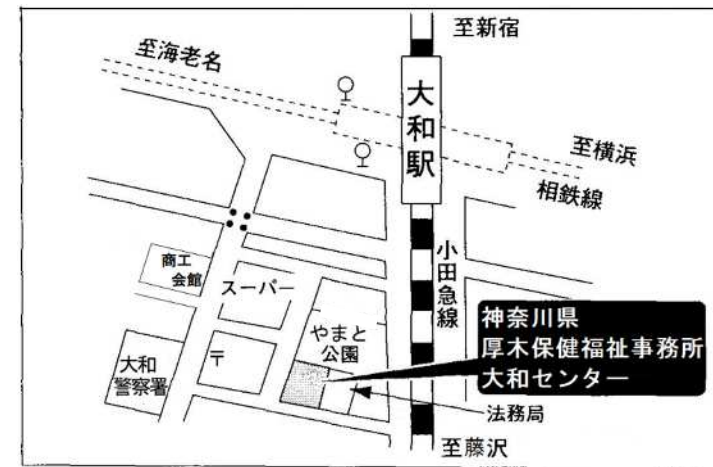 至新宿
至海老名
大和駅
至横浜
相鉄線
小田急線
商工
会館
スーパー
やまと
公園
大和
警察署
〒
神奈川県
厚木保健福祉事務所
大和センター
法務局
至藤沢